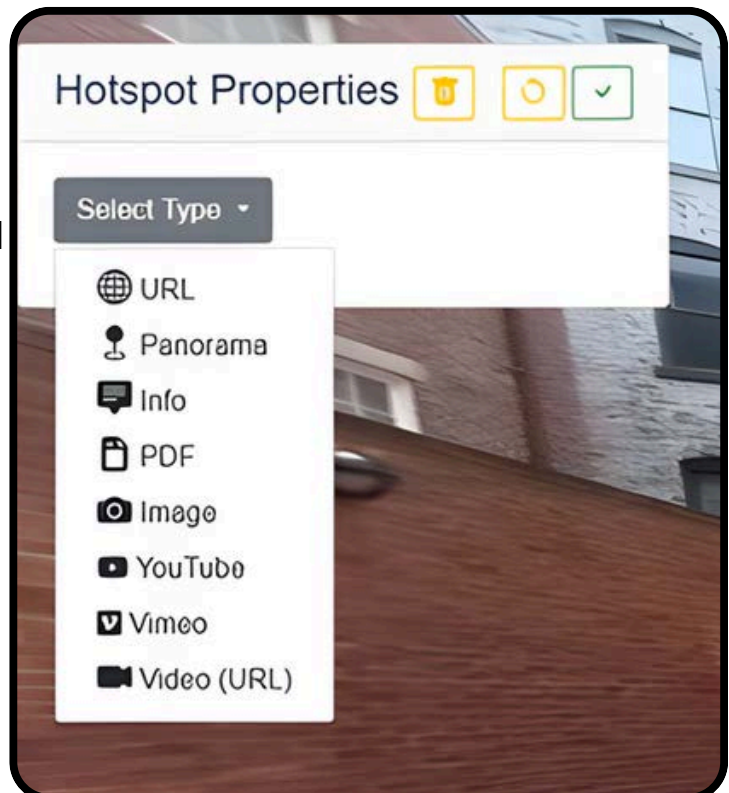 Hotspot Properties
Select Type
URL
Panorama
Info
PDF
Image
YouTube
Vimeo
Video (URL)